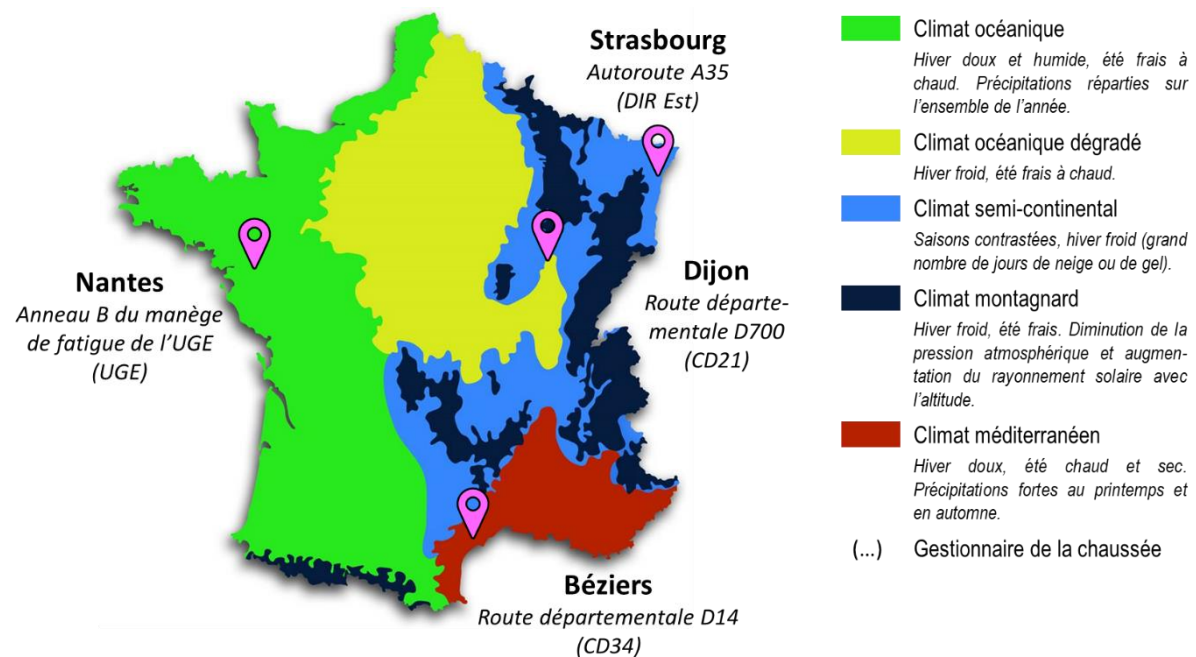 Strasbourg
Autoroute A35
(DIR Est)
Nantes
Anneau B du manège
de fatigue de l'UGE
(UGE)
Dijon
Route départe-
mentale D700
(CD21)
Béziers
Route départementale D14
(CD34)
Climat océanique
Hiver doux et humide, été frais à
chaud. Précipitations réparties sur
l'ensemble de l'année.
Climat océanique dégradé
Hiver froid, été frais à chaud.
Climat semi-continental
Saisons contrastées, hiver froid (grand
nombre de jours de neige ou de gel).
Climat montagnard
Hiver froid, été frais. Diminution de la
pression atmosphérique et augmen-
tation du rayonnement solaire avec
l'altitude.
Climat méditerranéen
Hiver doux, été chaud et sec.
Précipitations fortes au printemps et
en automne.
(...) Gestionnaire de la chaussée